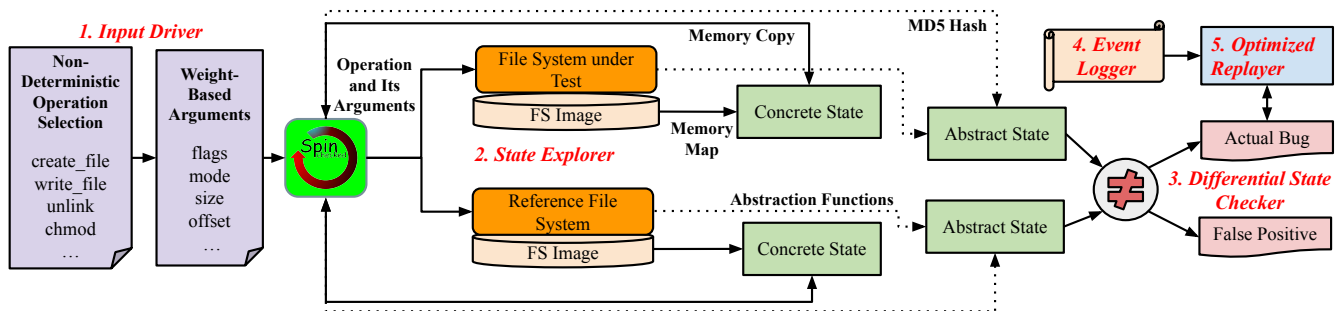 1. Input Driver
Non-
Deterministic
Operation
Selection
create_file
write_file
unlink
chmod
...
Weight-
Based
Arguments
flags
mode
size
offset
...
Operation
and Its
Arguments
Spin
checked
2. State Explorer
File System under
Test
FS Image
Reference File
System
FS Image
Memory Copy
Memory
Map
Concrete State
Abstraction Functions
Concrete State
MD5 Hash
Abstract State
Abstract State
4. Event
Logger
5. Optimized
Replayer
Actual Bug
3. Differential State
Checker
False Positive